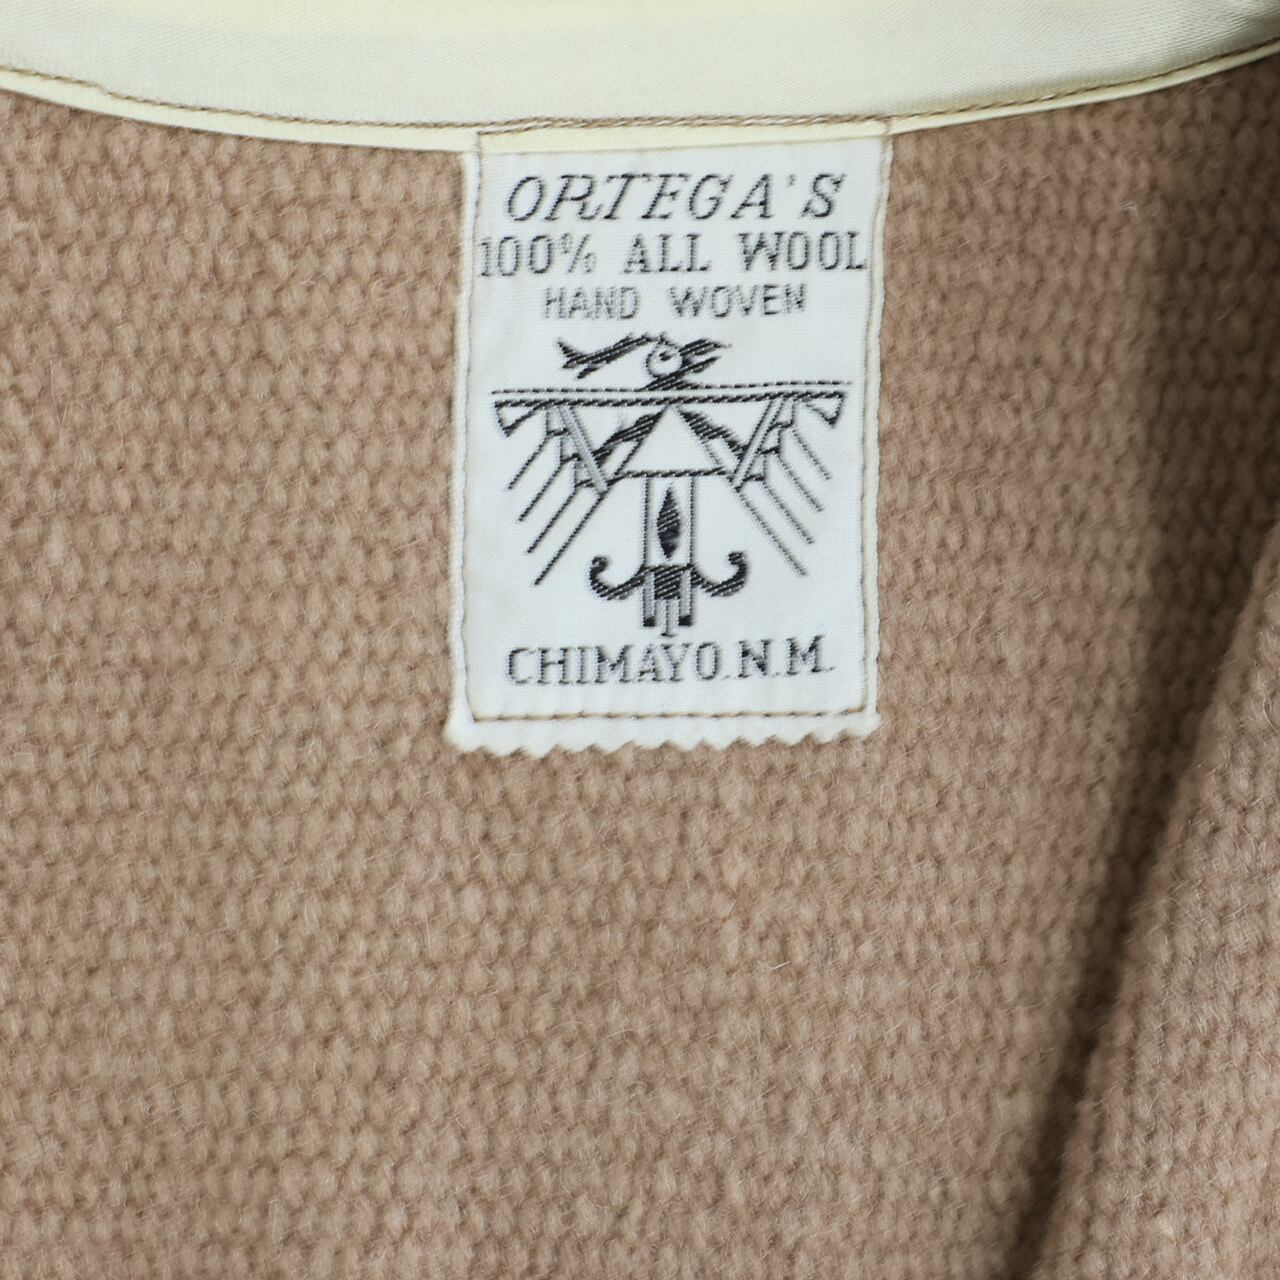 ORTEGA'S
100% ALL WOOL
HAND WOVEN
CHIMAYO.N.M.